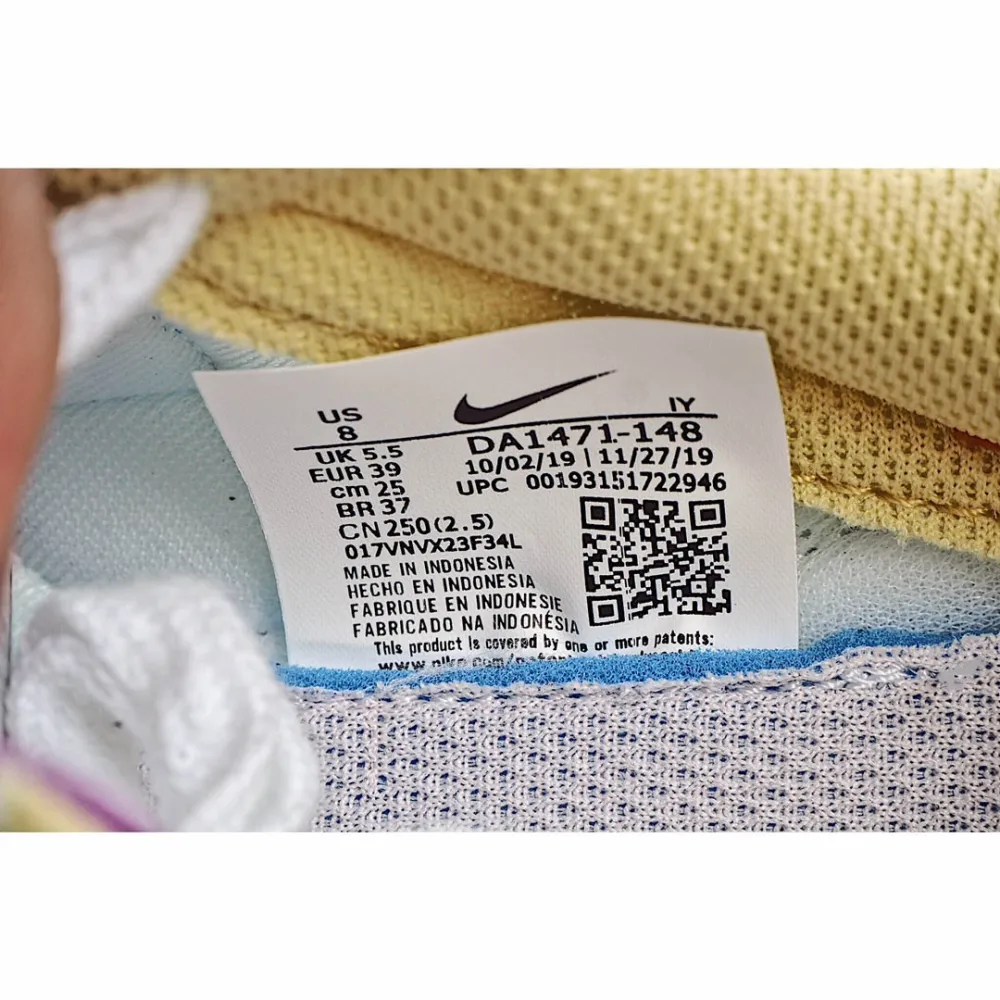 US
8
UK 5.5
EUR 39
cm 25
BR 37
CN 250(2.5)
017VNVX23F34L
IY
DA1471-148
10/02/19 | 11/27/19
UPC 00193151722946
MADE IN INDONESIA
HECHO EN INDONESIA
FABRIQUE EN INDONESIE
FABRICADO NA INDONÉSIA
This product is covered by one or more patents: